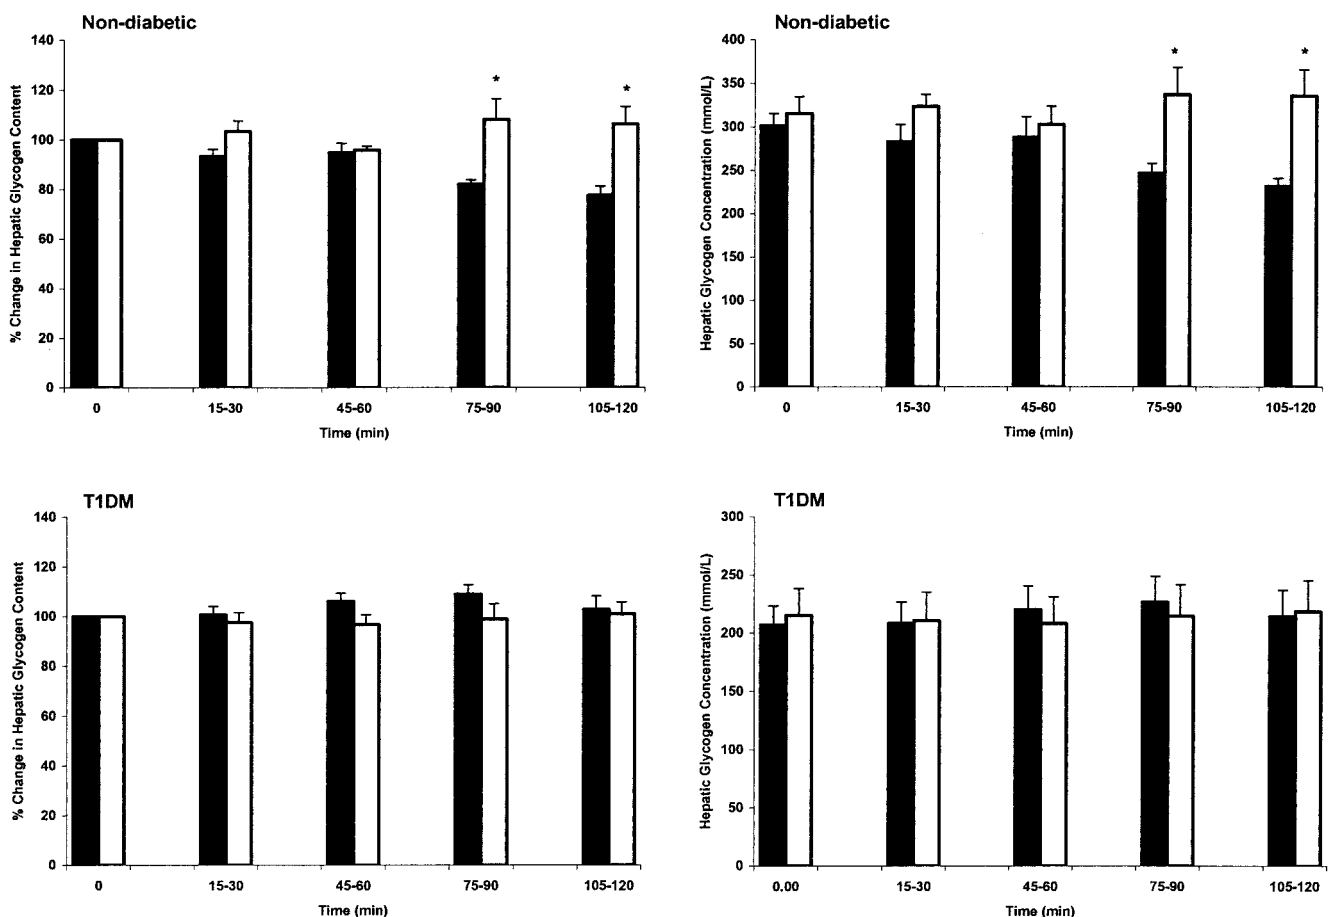 Non-diabetic
% Change in Hepatic Glycogen Content
140
120
100
80
60
40
20
0
*
*
0 15-30 45-60 75-90 105-120
Time (min)
Non-diabetic
Hepatic Glycogen Concentration (mmol/L)
400
350
300
250
200
150
100
50
0
*
*
0 15-30 45-60 75-90 105-120
Time (min)
T1DM
% Change in Hepatic Glycogen Content
140
120
100
80
60
40
20
0
0 15-30 45-60 75-90 105-120
Time (min)
T1DM
Hepatic Glycogen Concentration (mmol/L)
300
250
200
150
100
50
0
0.00 15-30 45-60 75-90 105-120
Time (min)